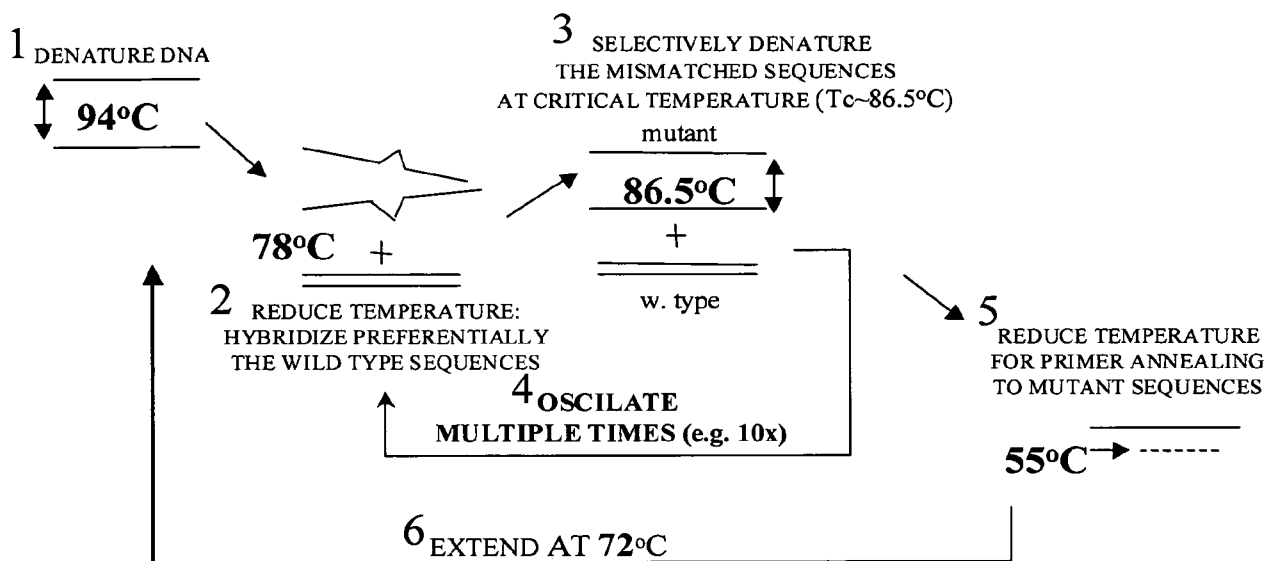 1 DENATURE DNA
94°C
78°C +
2 REDUCE TEMPERATURE:
HYBRIDIZE PREFERENTIALLY
THE WILD TYPE SEQUENCES
3 SELECTIVELY DENATURE
THE MISMATCHED SEQUENCES
AT CRITICAL TEMPERATURE (Tc~86.5°C)
mutant
86.5°C
+
w. type
4 OSCILATE
MULTIPLE TIMES (e.g. 10x)
5 REDUCE TEMPERATURE
FOR PRIMER ANNEALING
TO MUTANT SEQUENCES
55°C
6 EXTEND AT 72°C